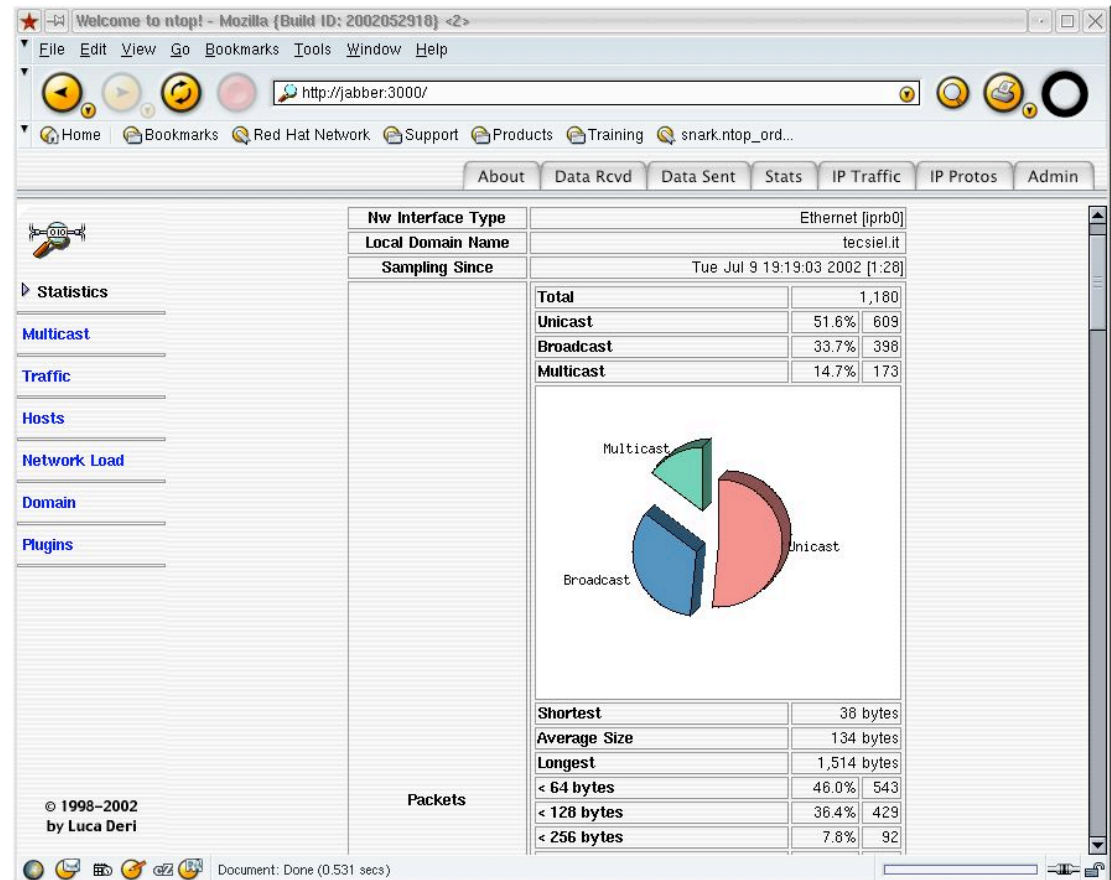 Welcome to ntop! - Mozilla {Build ID: 2002052918} <2>
File Edit View Go Bookmarks Tools Window Help
http://jabber:3000/
Home Bookmarks Red Hat Network Support Products Training snark.ntop_ord...
About Data Rcvd Data Sent Stats IP Traffic IP Protos Admin
010
Statistics
Multicast
Traffic
Hosts
Network Load
Domain
Plugins
© 1998-2002
by Luca Deri
Nw Interface Type Ethernet [iprb0]
Local Domain Name tecsiel.it
Sampling Since Tue Jul 9 19:19:03 2002 [1:28]
Packets
Total 1,180
Unicast 51.6% 609
Broadcast 33.7% 398
Multicast 14.7% 173
Multicast
Unicast
Broadcast
Shortest 38 bytes
Average Size 134 bytes
Longest 1,514 bytes
< 64 bytes 46.0% 543
< 128 bytes 36.4% 429
< 256 bytes 7.8% 92
Document: Done (0.531 secs)